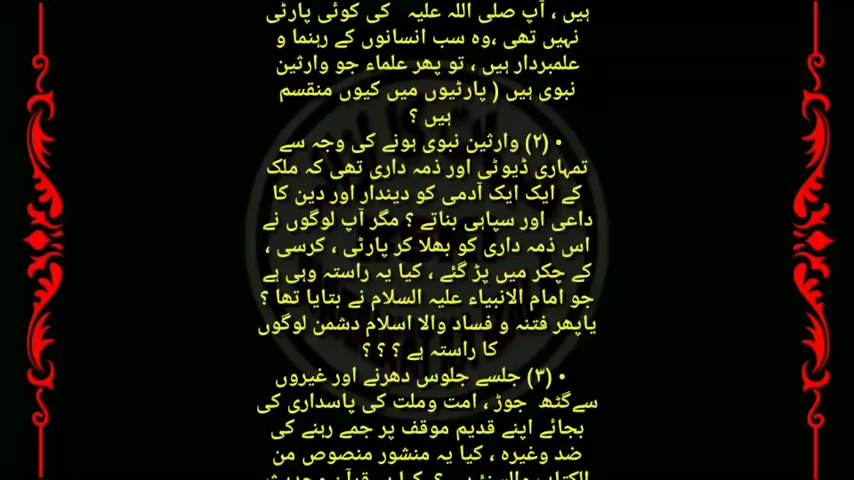 ہیں ، آپ صلی اللہ علیہ کی کوئی پارٹی
نہیں تھی ،وہ سب انسانوں کے رہنما و
علمبردار ہیں ، تو پھر علماء جو وارثین
نبوی ہیں ( پارٹیوں میں کیوں منقسم
ہیں ؟
• (۲) وارثین نبوی ہونے کی وجہ سے
تمہاری ڈیوٹی اور ذمہ داری تھی کہ ملک
کے ایک ایک آدمی کو دیندار اور دین کا
داعی اور سپاہی بناتے ؟ مگر آپ لوگوں نے
اس ذمہ داری کو بھلا کر پارٹی ، کرسی ،
کے چکر میں پڑ گئے ، کیا یہ راستہ وہی ہے
جو امام الانبیاء علیہ السلام نے بتایا تھا ؟
یاپھر فتنہ و فساد والا اسلام دشمن لوگوں
کا راستہ ہے ؟ ؟ ؟
• (۳) جلسے جلوس دھرنے اور غیروں
سےگٹھ جوڑ ، امت وملت کی پاسداری کی
بجائے اپنے قدیم موقف پر جمے رہنے کی
ضد وغیرہ ، کیا یہ منشور منصوص من